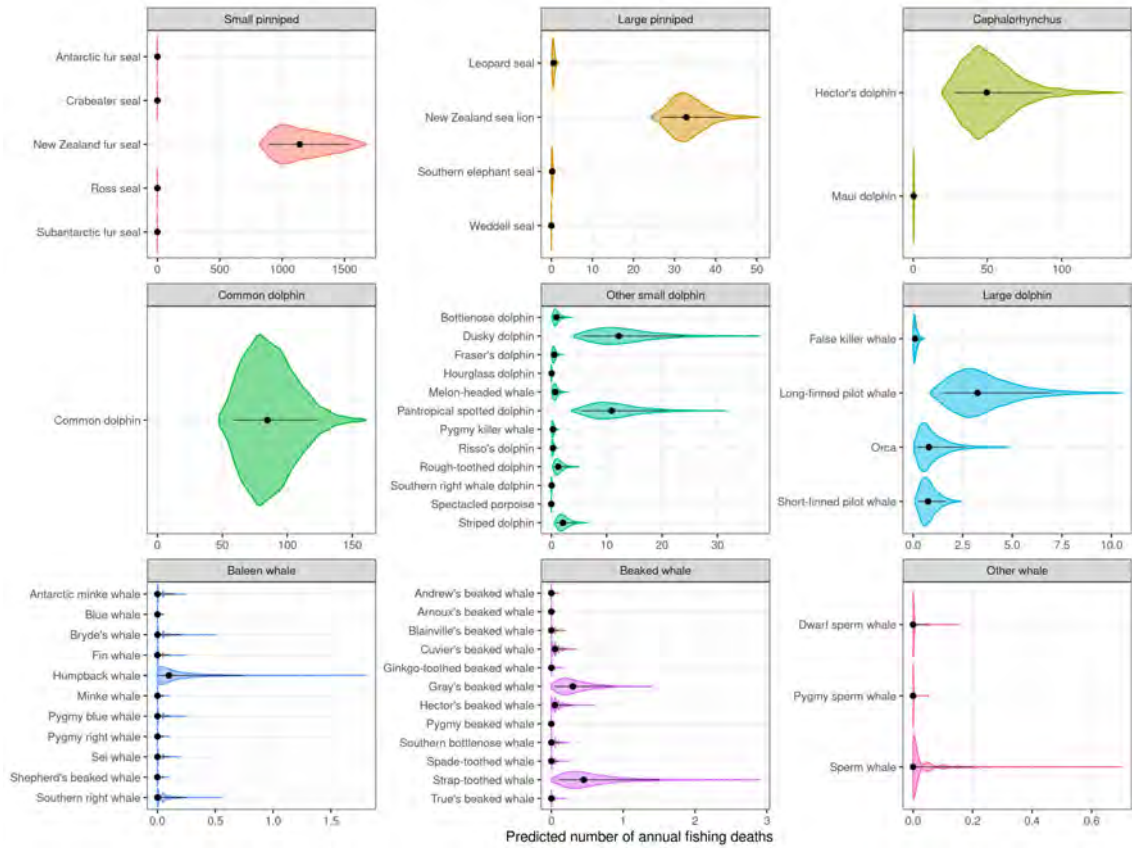 Small pinniped
Antarctic fur seal
Crabeater seal
New Zealand fur seal
Ross seal
Subantarctic fur seal
0 500 1000 1500
Large pinniped
Leopard seal
New Zealand sea lion
Southern elephant seal
Weddell seal
0 10 20 30 40 50
Cephalorhynchus
Hector's dolphin
Maui dolphin
0 50 100
Common dolphin
Common dolphin
0 50 100 150
Other small dolphin
Bottlenose dolphin
Dusky dolphin
Fraser's dolphin
Hourglass dolphin
Melon-headed whale
Pantropical spotted dolphin
Pygmy killer whale
Risso's dolphin
Rough-toothed dolphin
Southern right whale dolphin
Spectacled porpoise
Striped dolphin
0 10 20 30
Large dolphin
False killer whale
Long-finned pilot whale
Orca
Short-finned pilot whale
0.0 2.5 5.0 7.5 10.0
Baleen whale
Antarctic minke whale
Blue whale
Bryde's whale
Fin whale
Humpback whale
Minke whale
Pygmy blue whale
Pygmy right whale
Sei whale
Shepherd's beaked whale
Southern right whale
0.0 0.5 1.0 1.5
Beaked whale
Andrew's beaked whale
Arnoux's beaked whale
Blainville's beaked whale
Cuvier's beaked whale
Ginkgo-toothed beaked whale
Gray's beaked whale
Hector's beaked whale
Pygmy beaked whale
Southern bottlenose whale
Spade-toothed whale
Strap-toothed whale
True's beaked whale
0 1 2 3
Other whale
Dwarf sperm whale
Pygmy sperm whale
Sperm whale
0.0 0.2 0.4 0.6
Predicted number of annual fishing deaths